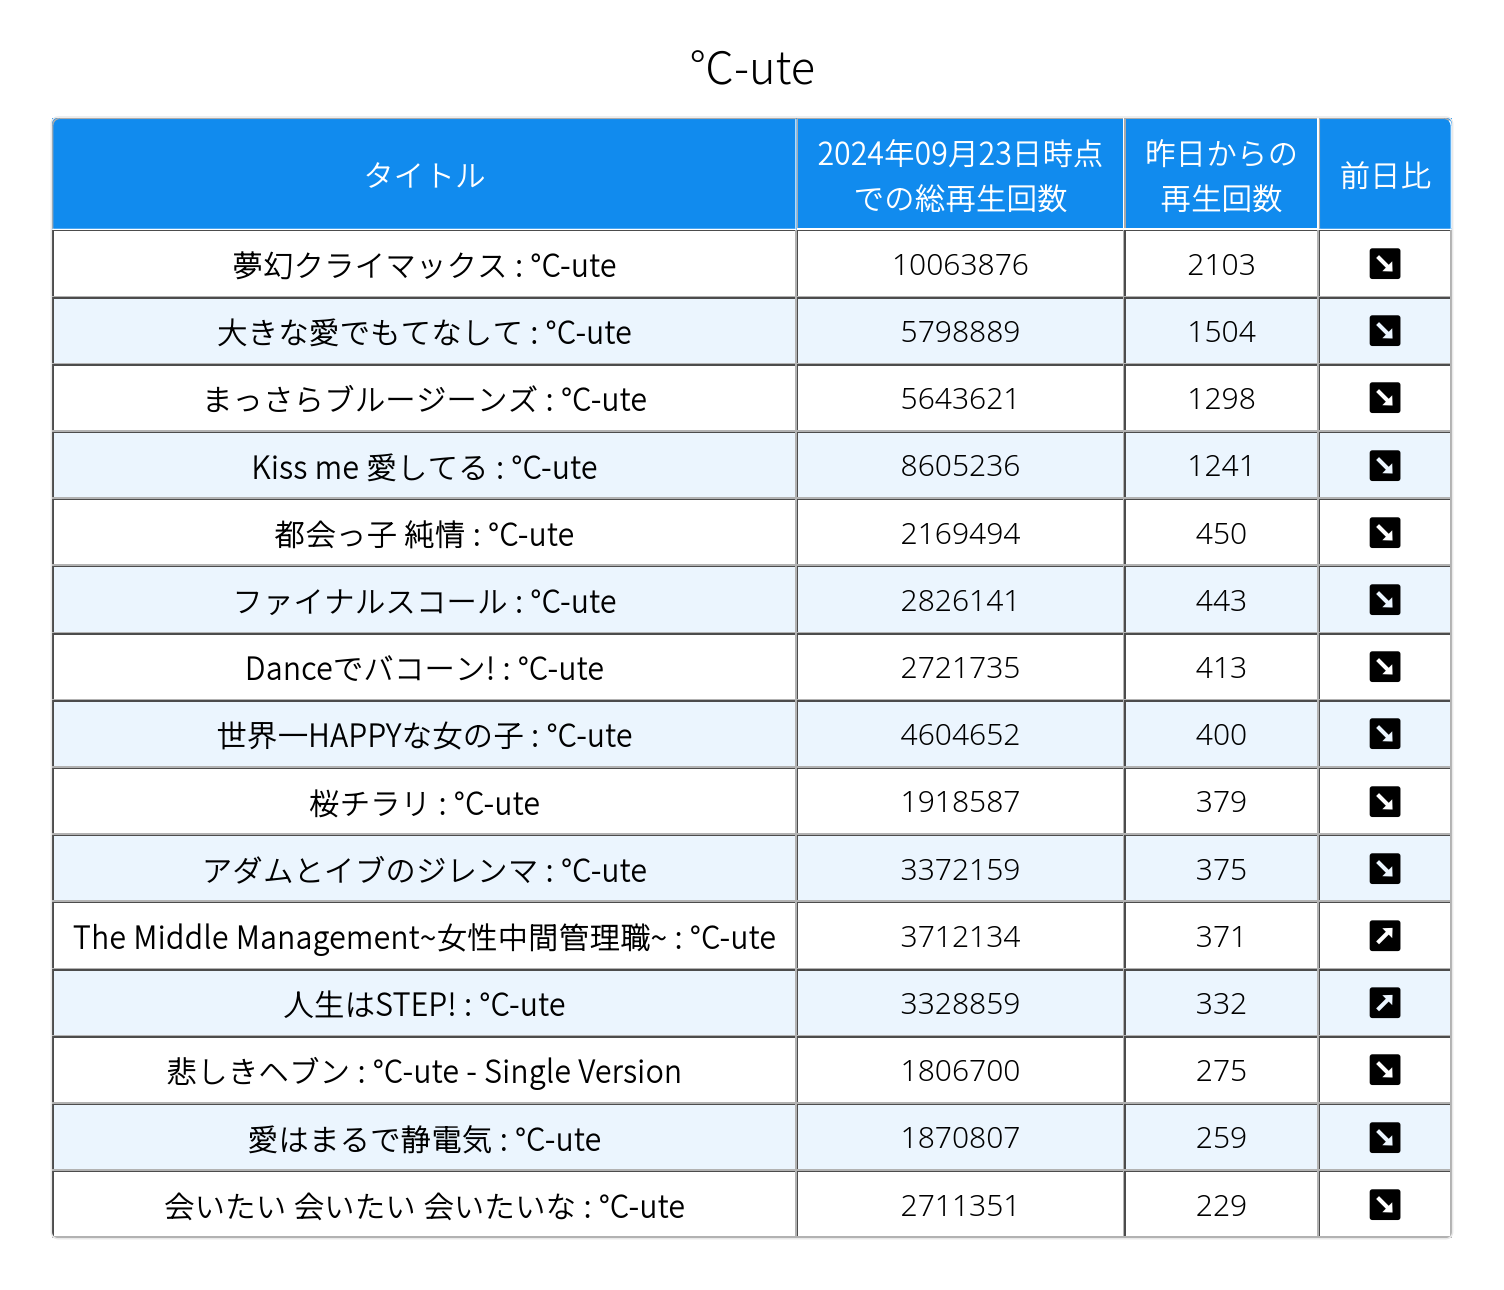 ℃-ute
タイトル 2024年09月23日時点での総再生回数 昨日からの再生回数 前日比
夢幻クライマックス : ℃-ute 10063876 2103 ↘
大きな愛でもてなして : ℃-ute 5798889 1504 ↘
まっさらブルージーンズ : ℃-ute 5643621 1298 ↘
Kiss me 愛してる : ℃-ute 8605236 1241 ↘
都会っ子 純情 : ℃-ute 2169494 450 ↘
ファイナルスコール : ℃-ute 2826141 443 ↘
Danceでバコーン! : ℃-ute 2721735 413 ↘
世界一HAPPYな女の子 : ℃-ute 4604652 400 ↘
桜チラリ : ℃-ute 1918587 379 ↘
アダムとイブのジレンマ : ℃-ute 3372159 375 ↘
The Middle Management~女性中間管理職~ : ℃-ute 3712134 371 ↗
人生はSTEP! : ℃-ute 3328859 332 ↗
悲しきヘブン : ℃-ute - Single Version 1806700 275 ↘
愛はまるで静電気 : ℃-ute 1870807 259 ↘
会いたい 会いたい 会いたいな : ℃-ute 2711351 229 ↘